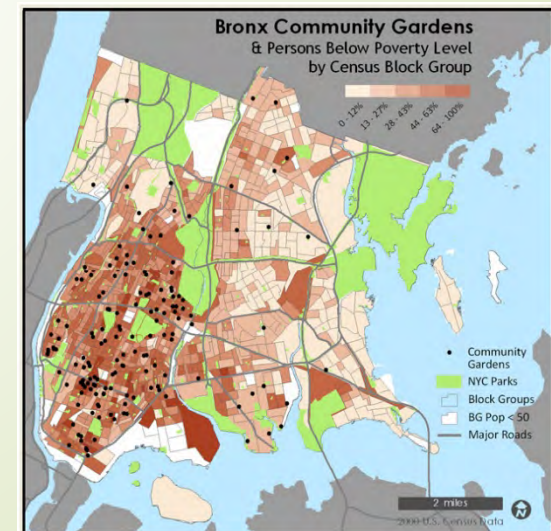 Bronx Community Gardens
& Persons Below Poverty Level
by Census Block Group
0 - 12%
13 - 27%
28 - 43%
44 - 63%
64 - 100%
Community
Gardens
NYC Parks
Block Groups
BG Pop < 50
Major Roads
2 miles
2000 U.S. Census Data